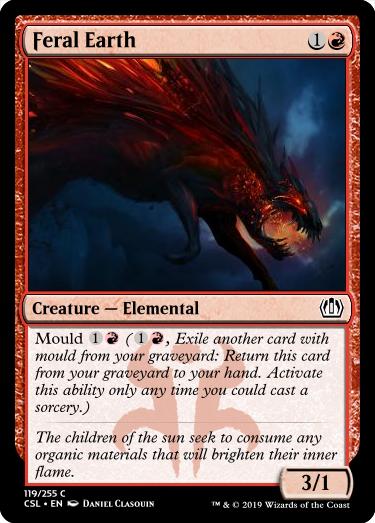 Feral Earth 1
Creature — Elemental
Mould 1 (1, Exile another card with
mould from your graveyard: Return this card
from your graveyard to your hand. Activate
this ability only any time you could cast a
sorcery.)
The children of the sun seek to consume any
organic materials that will brighten their inner
flame.
3/1
119/255 C
CSL • EN Daniel Clasouin ™ & © 2019 Wizards of the Coast